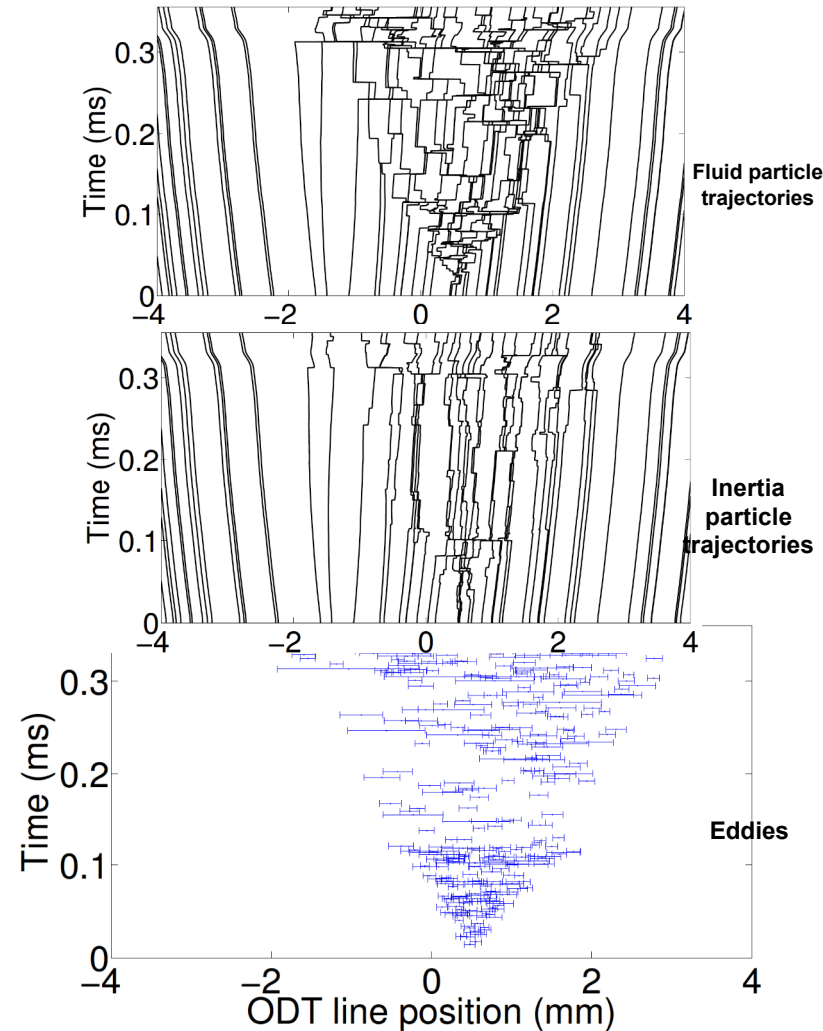 0.3
0.2
0.1
0
Time (ms)
−4 −2 0 2 4
Fluid particle
trajectories
0.3
0.2
0.1
0
Time (ms)
−4 −2 0 2 4
Inertia
particle
trajectories
0.3
0.2
0.1
0
Time (ms)
−4 −2 0 2 4
ODT line position (mm)
Eddies